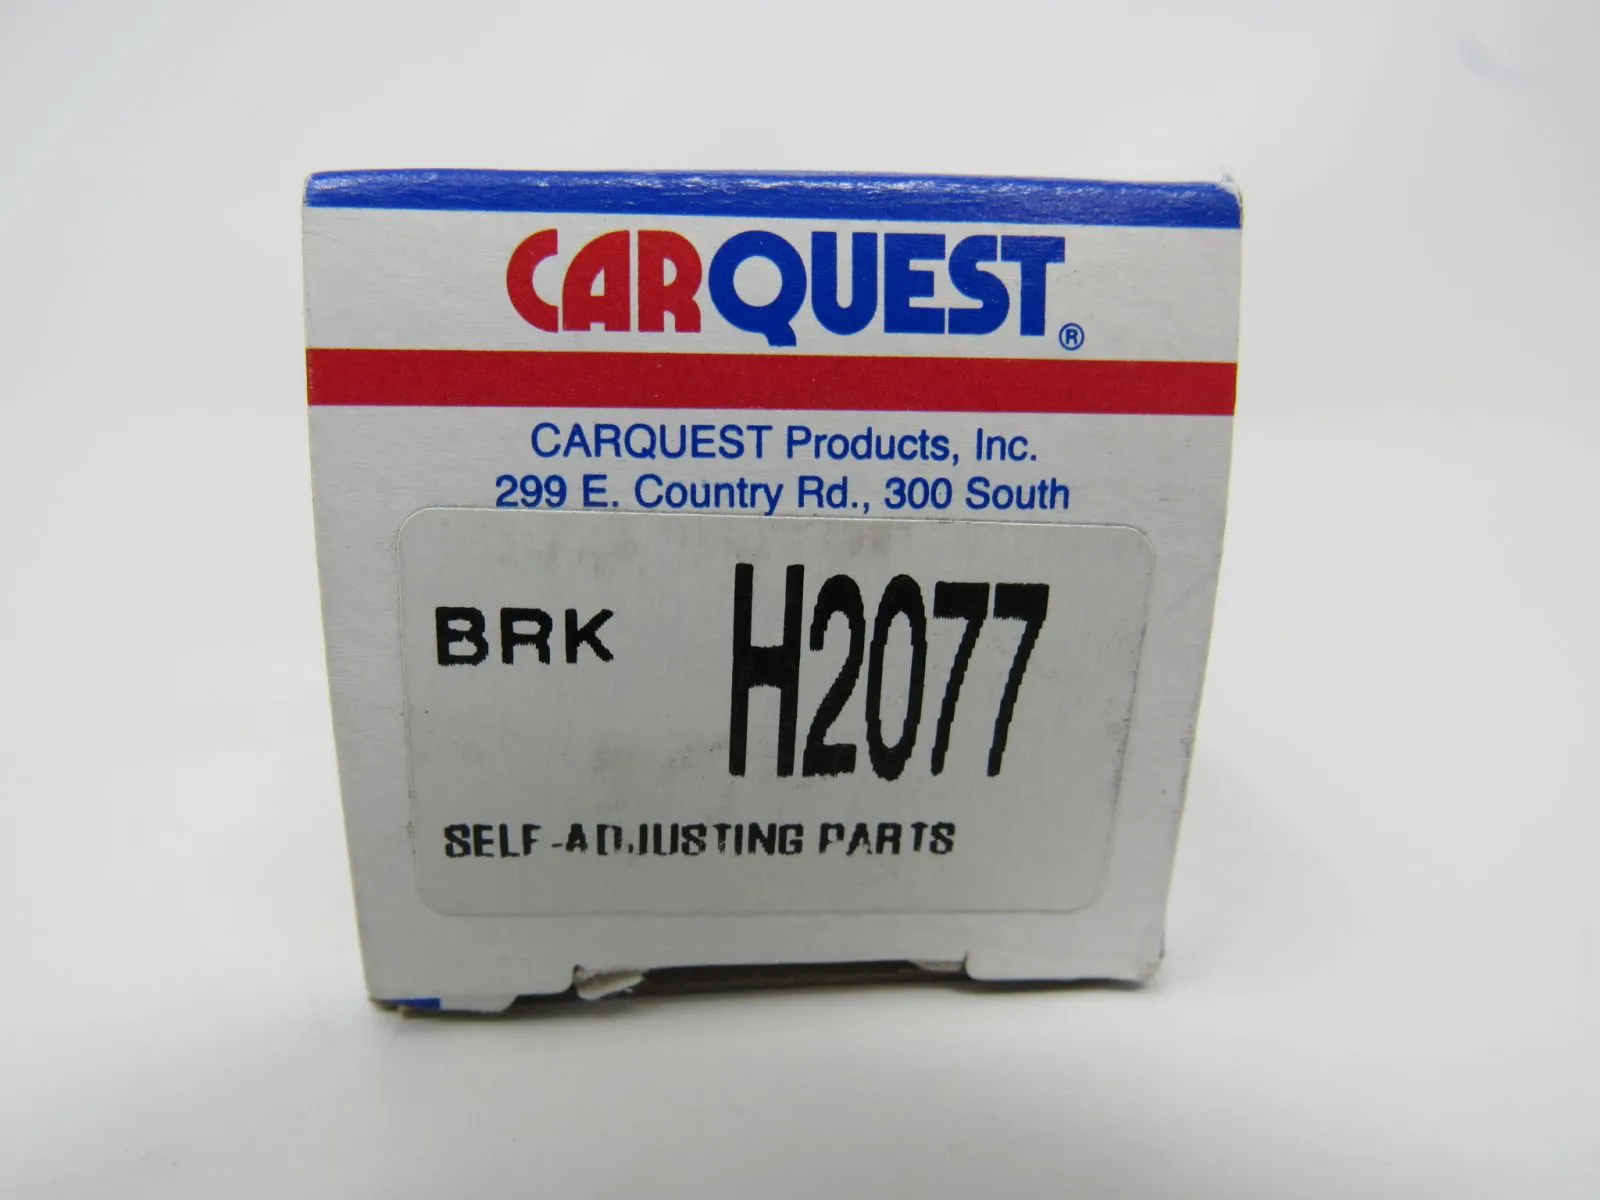 CARQUEST®
CARQUEST Products, Inc.
299 E. Country Rd., 300 South
BRK H2077
SELF-ADJUSTING PARTS